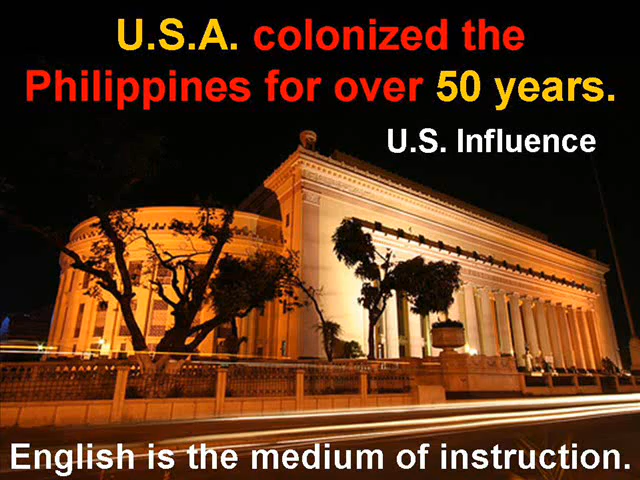 U.S.A. colonized the
Philippines for over 50 years.
U.S. Influence
English is the medium of instruction.